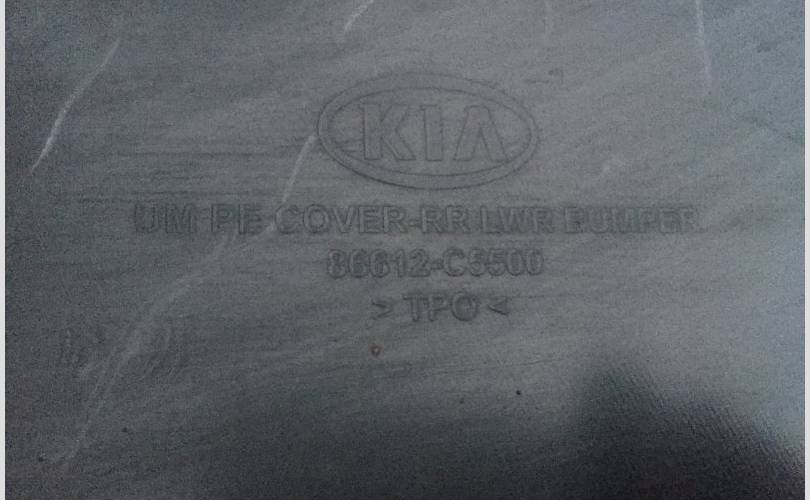 KIA
UM PE COVER-RR LWR BUMPER
86612-C5500
> TPO <